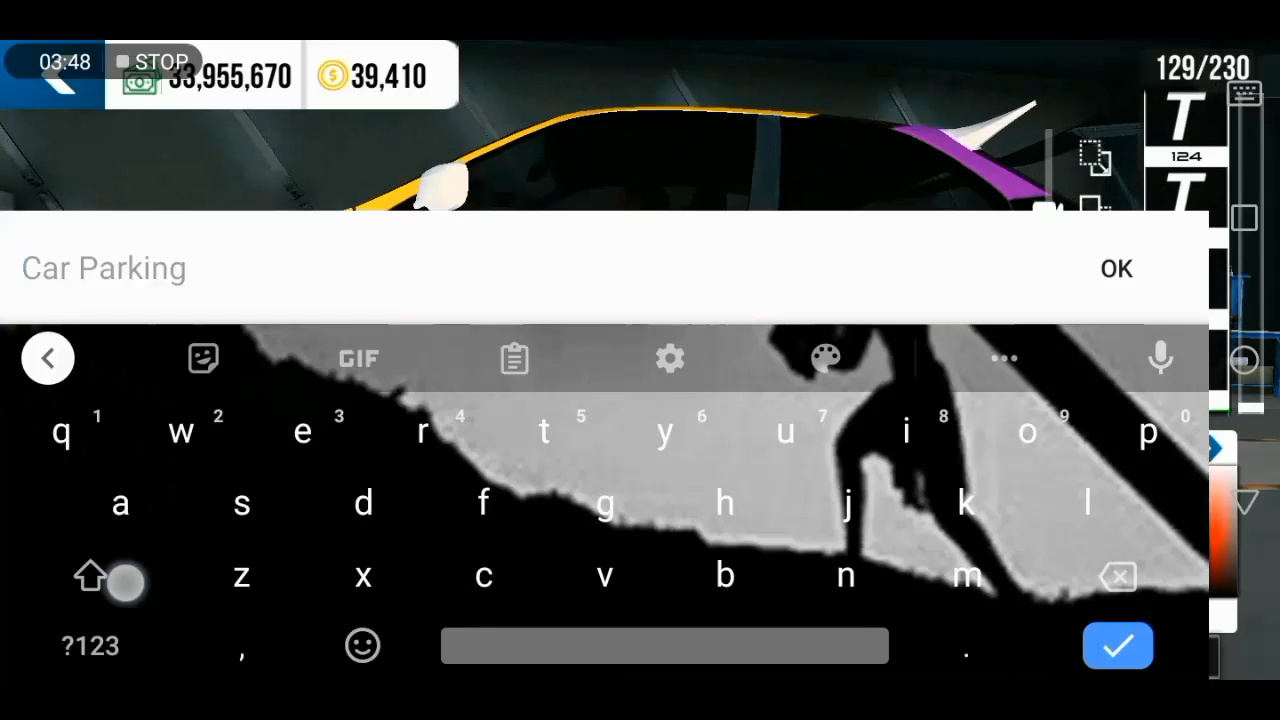 03:48 STOP
33,955,670
39,410
129/230
T
124
T
Car Parking
OK
GIF
q 1 w 2 e 3 r 4 t 5 y 6 u 7 i 8 o 9 p 0
a s d f g h j k l
z x c v b n m
?123 , .